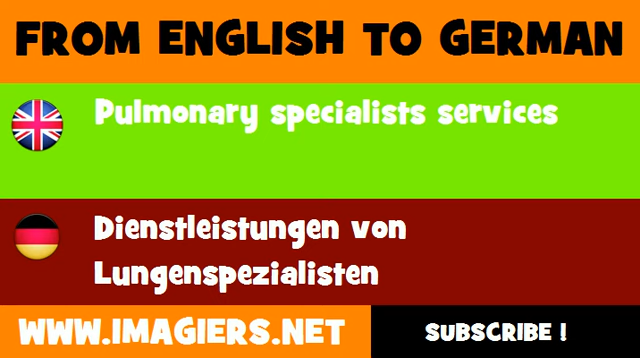 FROM ENGLISH TO GERMAN
Pulmonary specialists services
Dienstleistungen von
Lungenspezialisten
WWW.IMAGIERS.NET
SUBSCRIBE !